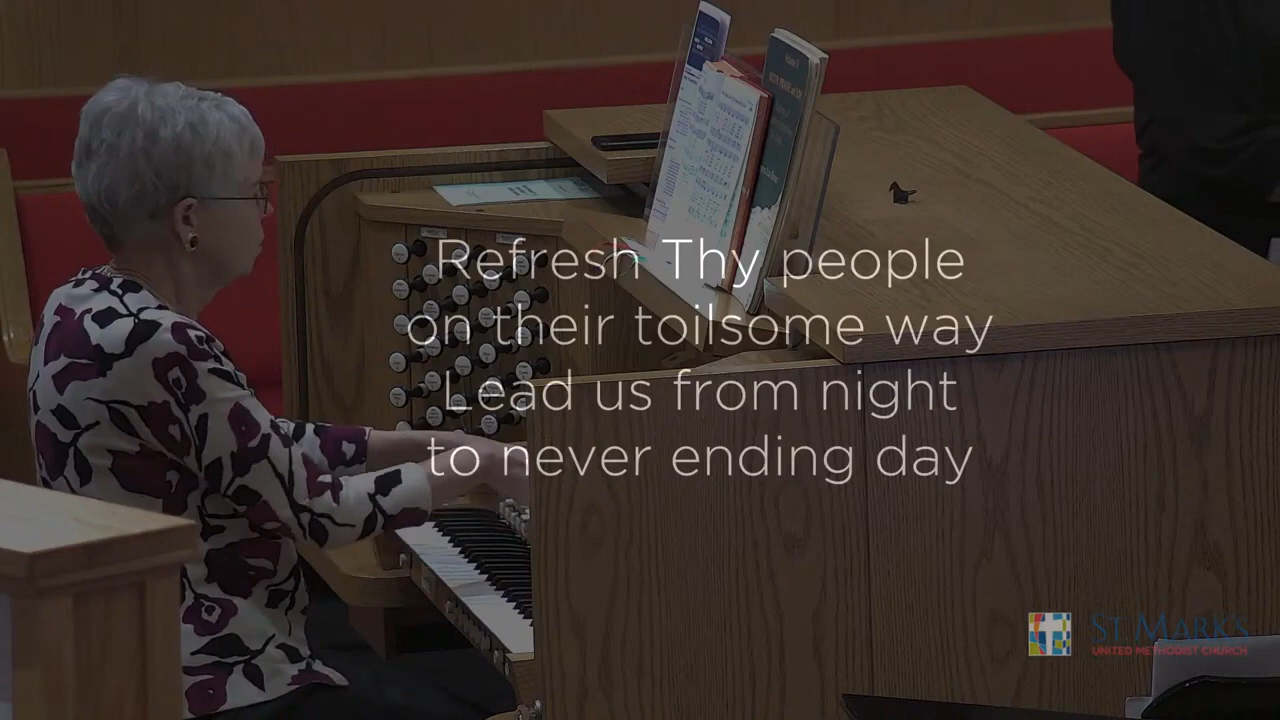 Refresh Thy people
on their toilsome way
Lead us from night
to never ending day
ST MARK'S
UNITED METHODIST CHURCH